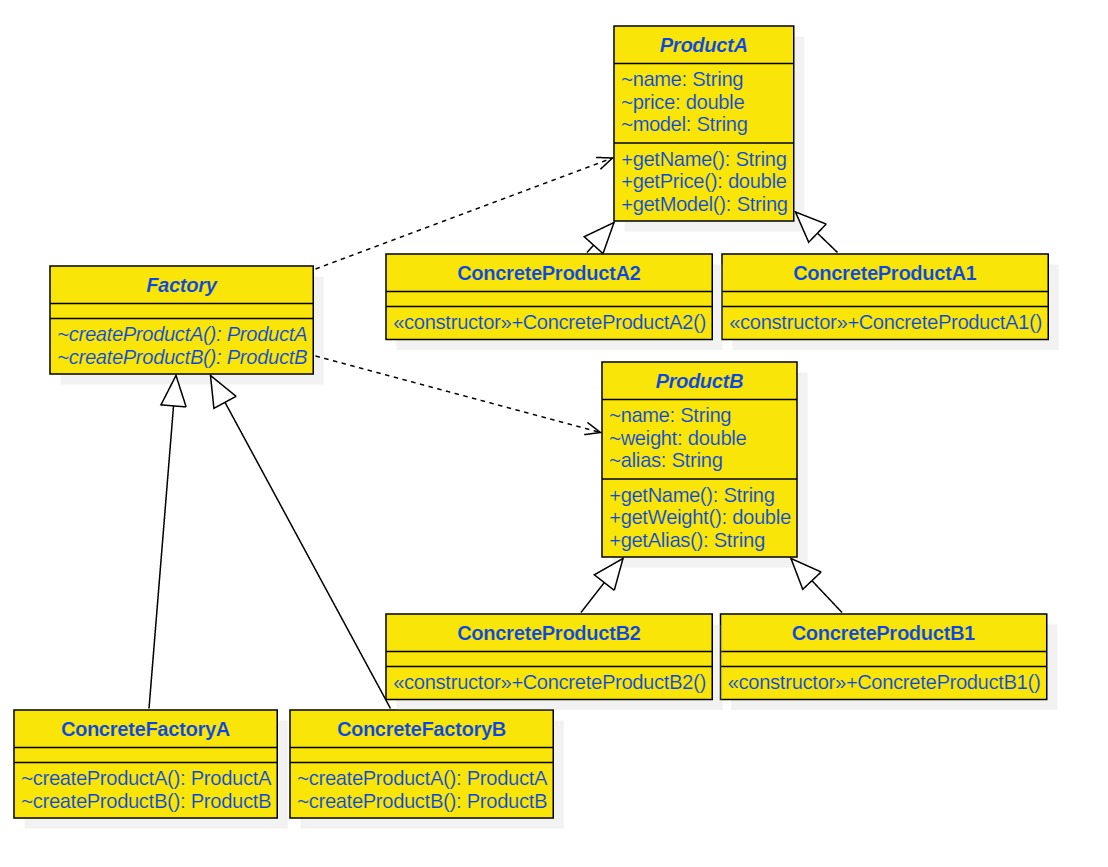 ProductA
~name: String
~price: double
~model: String
+getName(): String
+getPrice(): double
+getModel(): String
Factory
~createProductA(): ProductA
~createProductB(): ProductB
ConcreteProductA2
«constructor»+ConcreteProductA2()
ConcreteProductA1
«constructor»+ConcreteProductA1()
ProductB
~name: String
~weight: double
~alias: String
+getName(): String
+getWeight(): double
+getAlias(): String
ConcreteProductB2
«constructor»+ConcreteProductB2()
ConcreteProductB1
«constructor»+ConcreteProductB1()
ConcreteFactoryA
~createProductA(): ProductA
~createProductB(): ProductB
ConcreteFactoryB
~createProductA(): ProductA
~createProductB(): ProductB